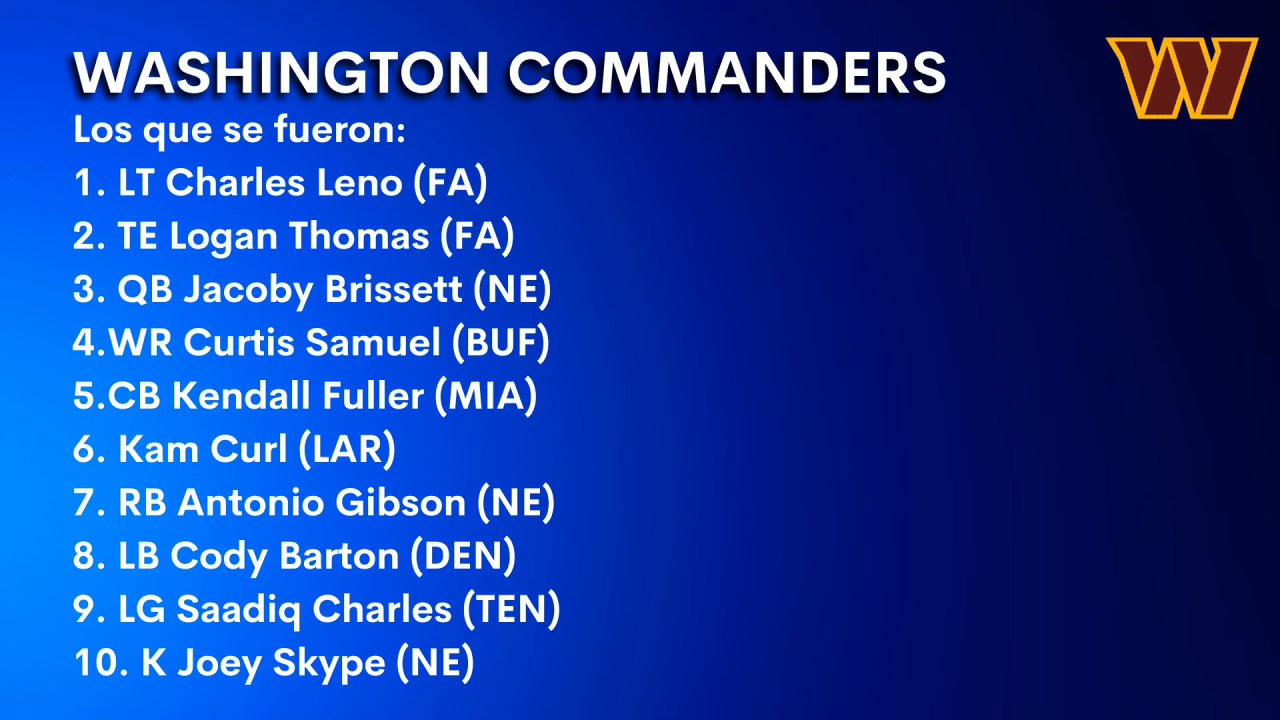 WASHINGTON COMMANDERS
Los que se fueron:
1. LT Charles Leno (FA)
2. TE Logan Thomas (FA)
3. QB Jacoby Brissett (NE)
4.WR Curtis Samuel (BUF)
5.CB Kendall Fuller (MIA)
6. Kam Curl (LAR)
7. RB Antonio Gibson (NE)
8. LB Cody Barton (DEN)
9. LG Saadiq Charles (TEN)
10. K Joey Skype (NE)